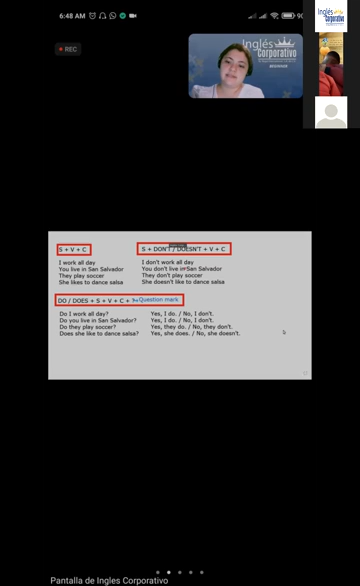 6:48 AM
REC
Inglés
Corporativo
BEGINNER
Inglés
Corporativo
S + V + C
S + DON'T / DOESN'T + V + C
I work all day
You live in San Salvador
They play soccer
She likes to dance salsa
I don't work all day
You don't live in San Salvador
They don't play soccer
She doesn't like to dance salsa
DO / DOES + S + V + C + ?= Question mark
Do I work all day?
Do you live in San Salvador?
Do they play soccer?
Does she like to dance salsa?
Yes, I do. / No, I don't.
Yes, I do. / No, I don't.
Yes, they do. / No, they don't.
Yes, she does. / No, she doesn't.
Pantalla de Ingles Corporativo